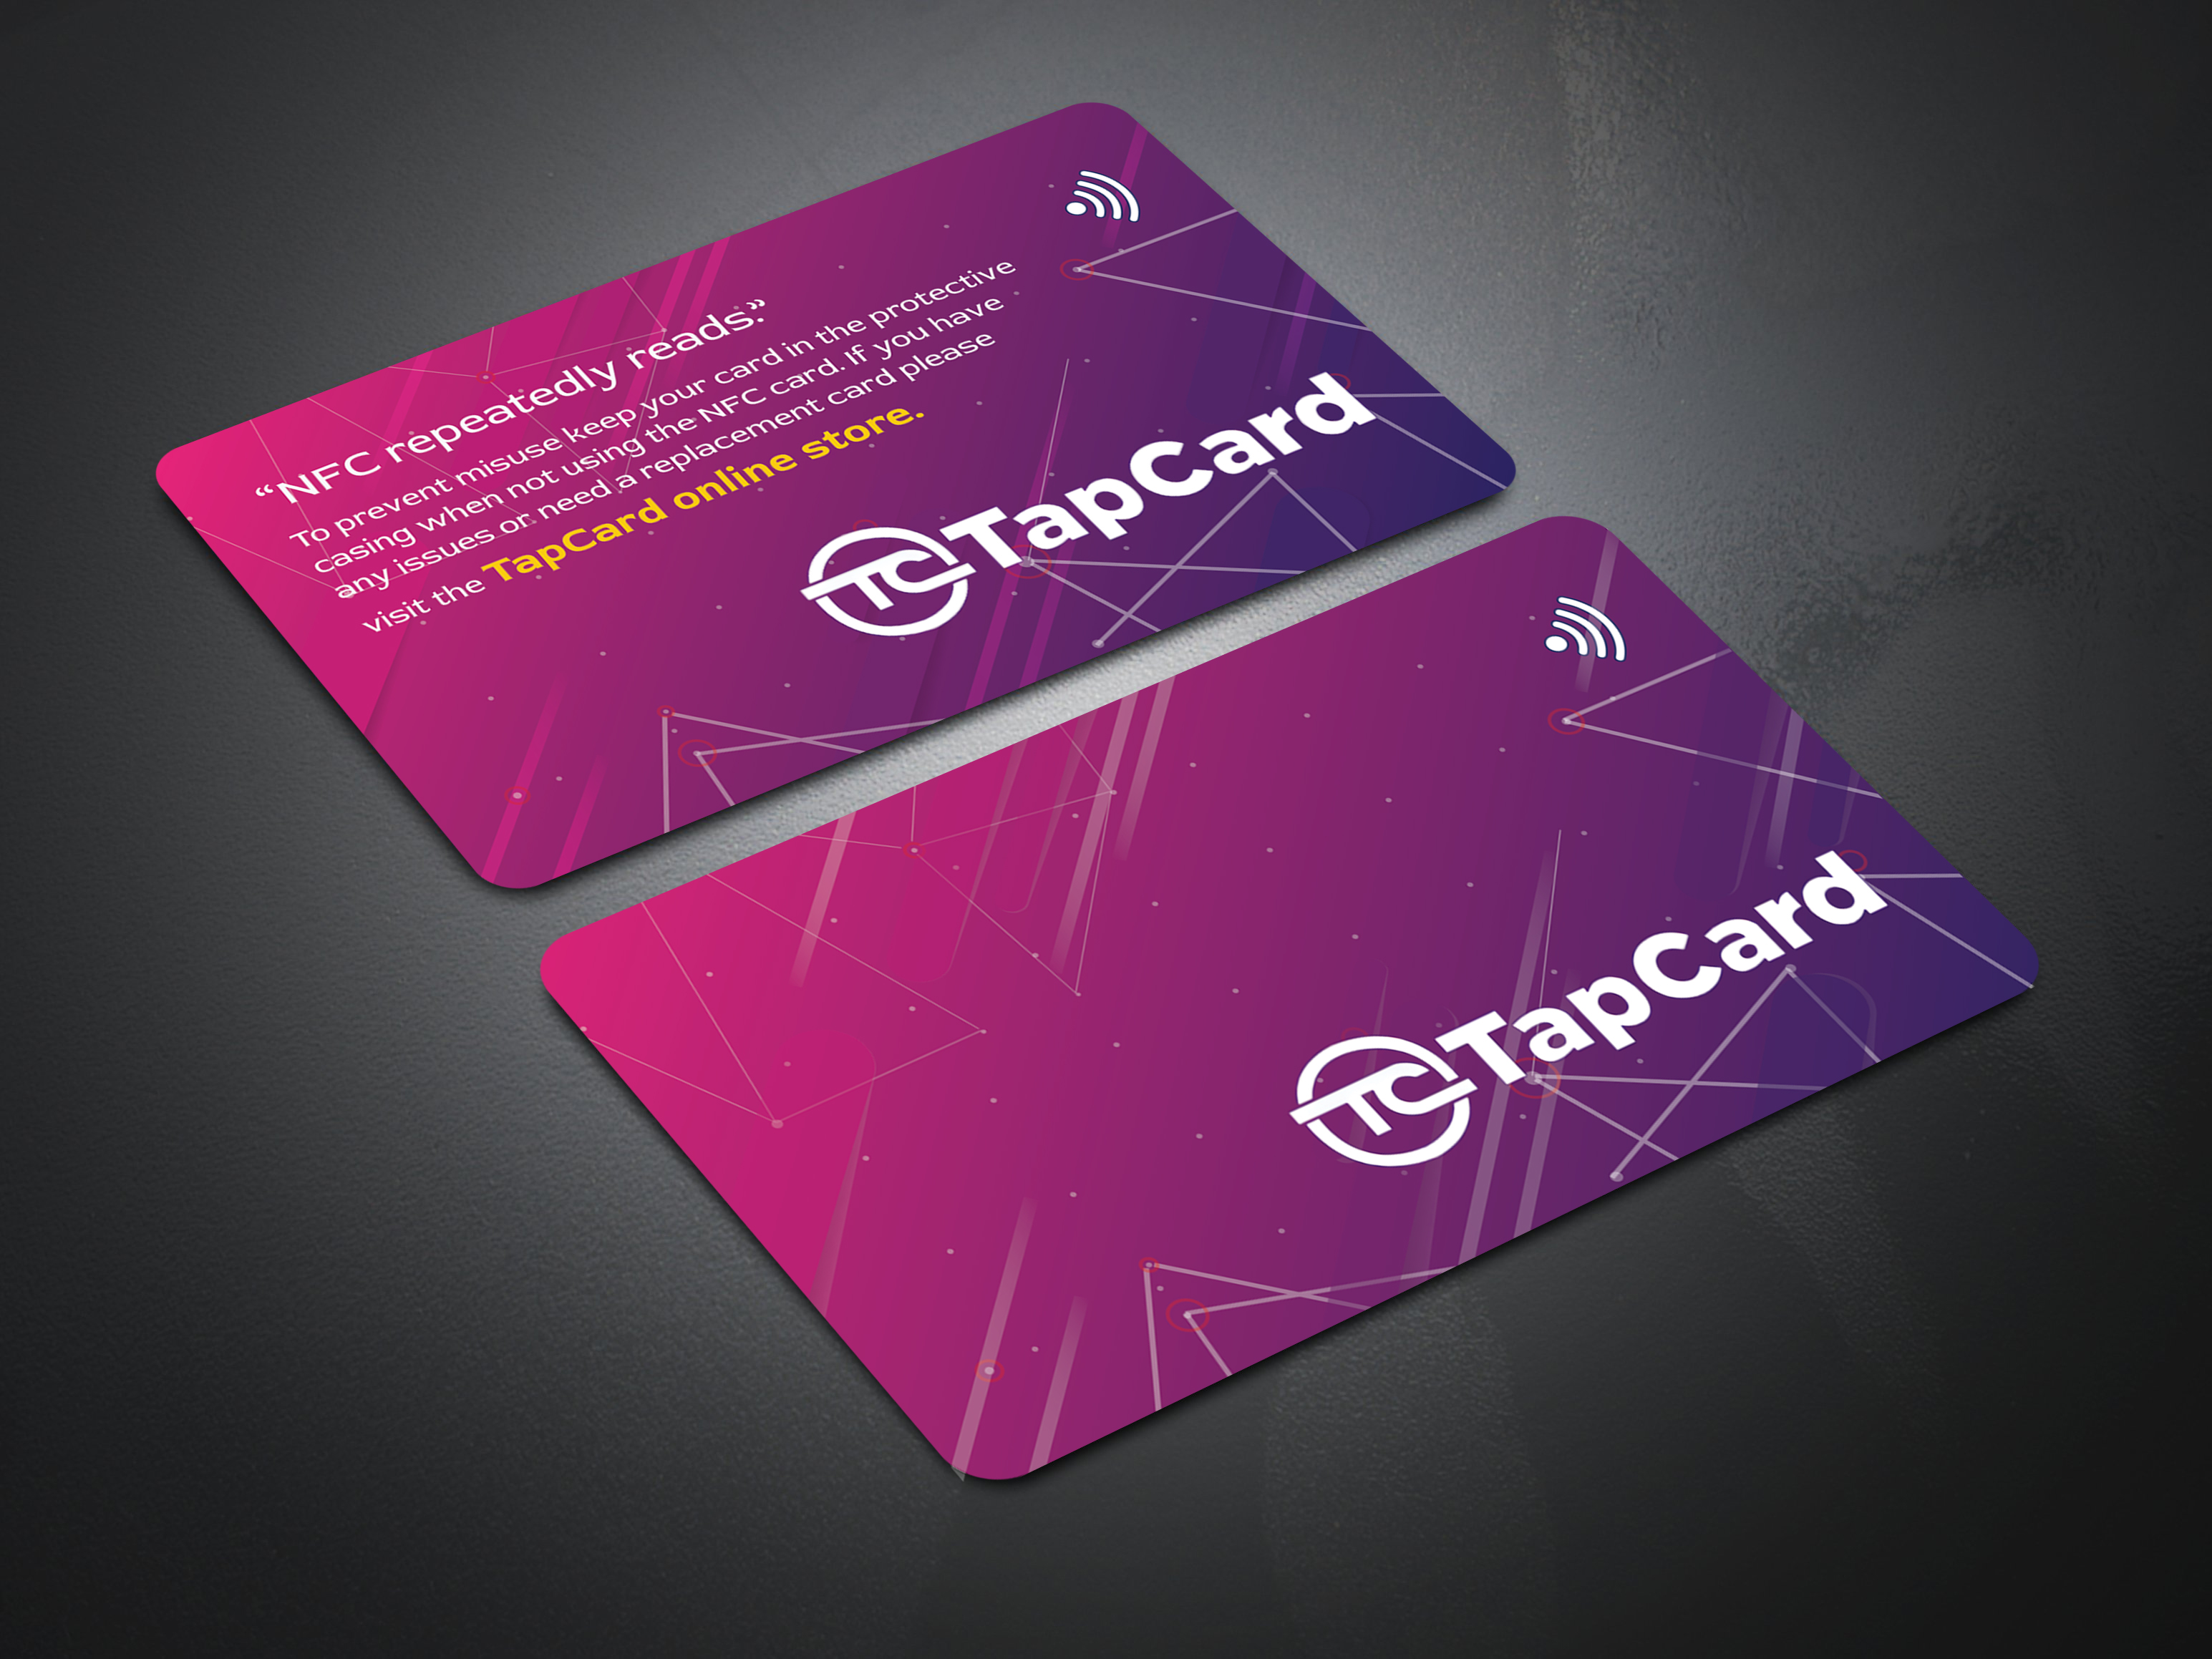 “NFC repeatedly reads.”
To prevent misuse keep your card in the protective
casing when not using the NFC card. If you have
any issues or need a replacement card please
visit the TapCard online store.
TC TapCard
TC TapCard